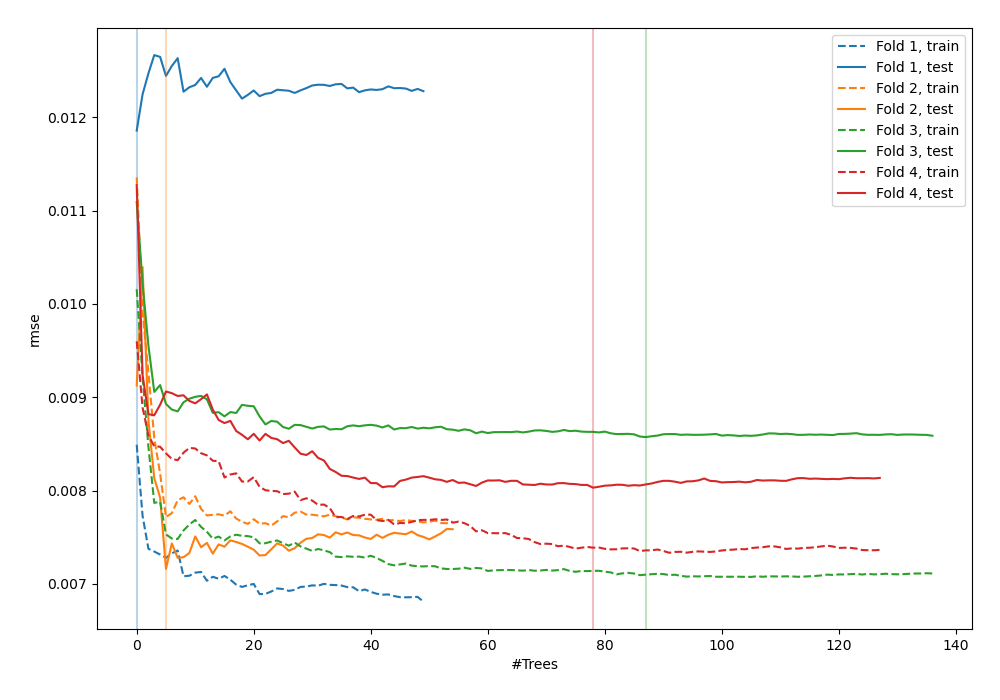 Fold 1, train
Fold 1, test
Fold 2, train
Fold 2, test
Fold 3, train
Fold 3, test
Fold 4, train
Fold 4, test
0.012
0.011
0.010
0.009
0.008
0.007
rmse
0 20 40 60 80 100 120 140
#Trees